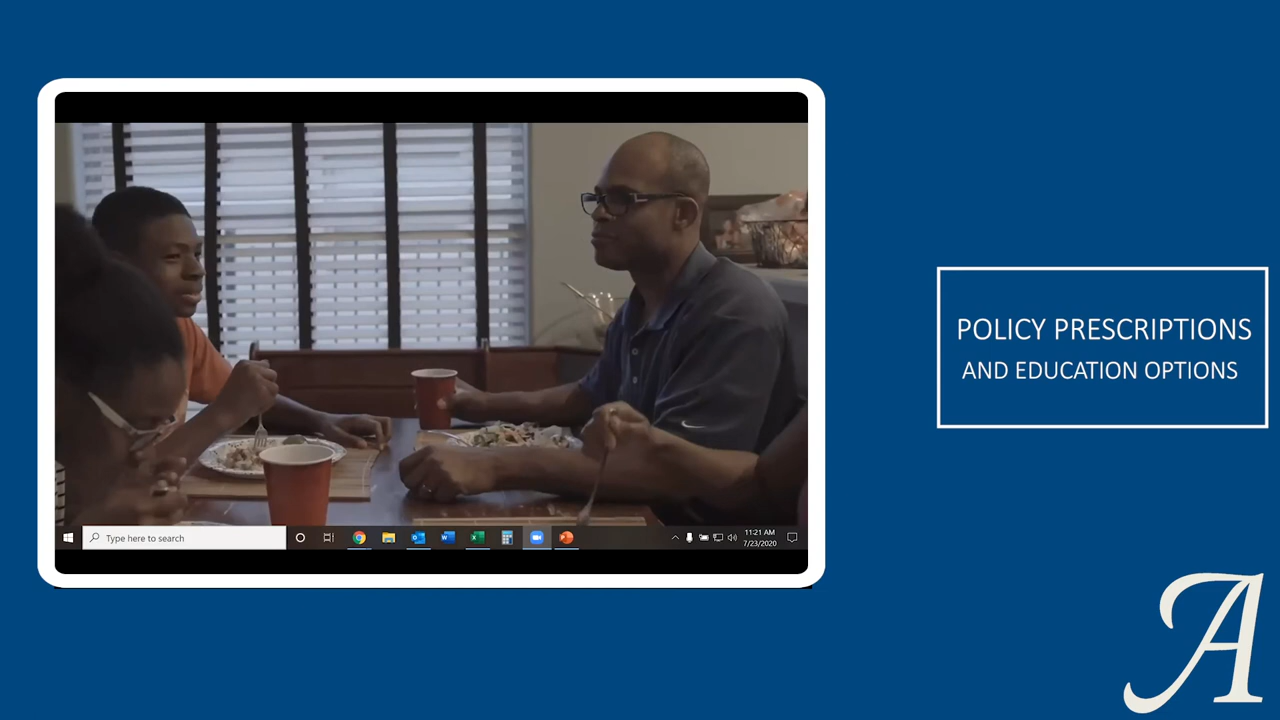 POLICY PRESCRIPTIONS
AND EDUCATION OPTIONS
Type here to search
11:21 AM
7/23/2020
A